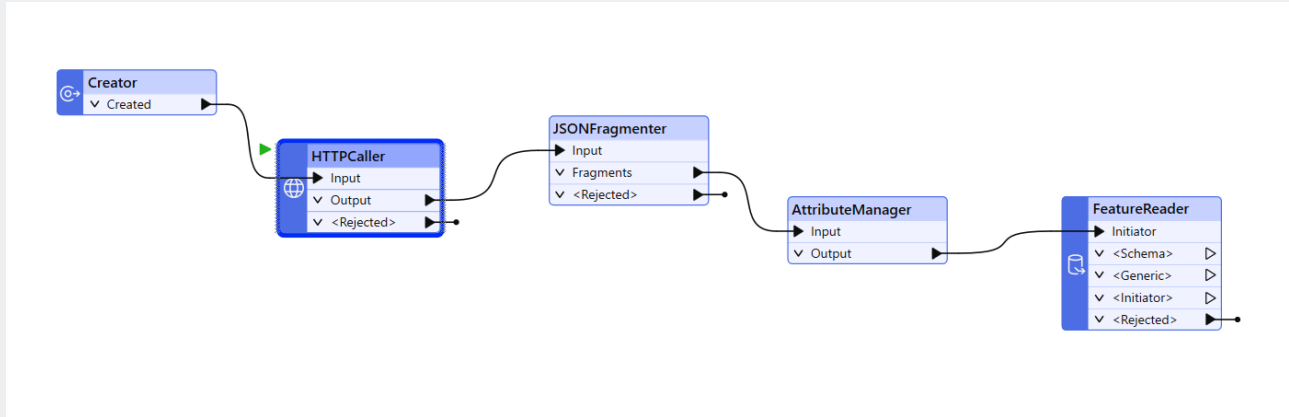 Creator
Created
HTTPCaller
Input
Output
<Rejected>
JSONFragmenter
Input
Fragments
<Rejected>
AttributeManager
Input
Output
FeatureReader
Initiator
<Schema>
<Generic>
<Initiator>
<Rejected>